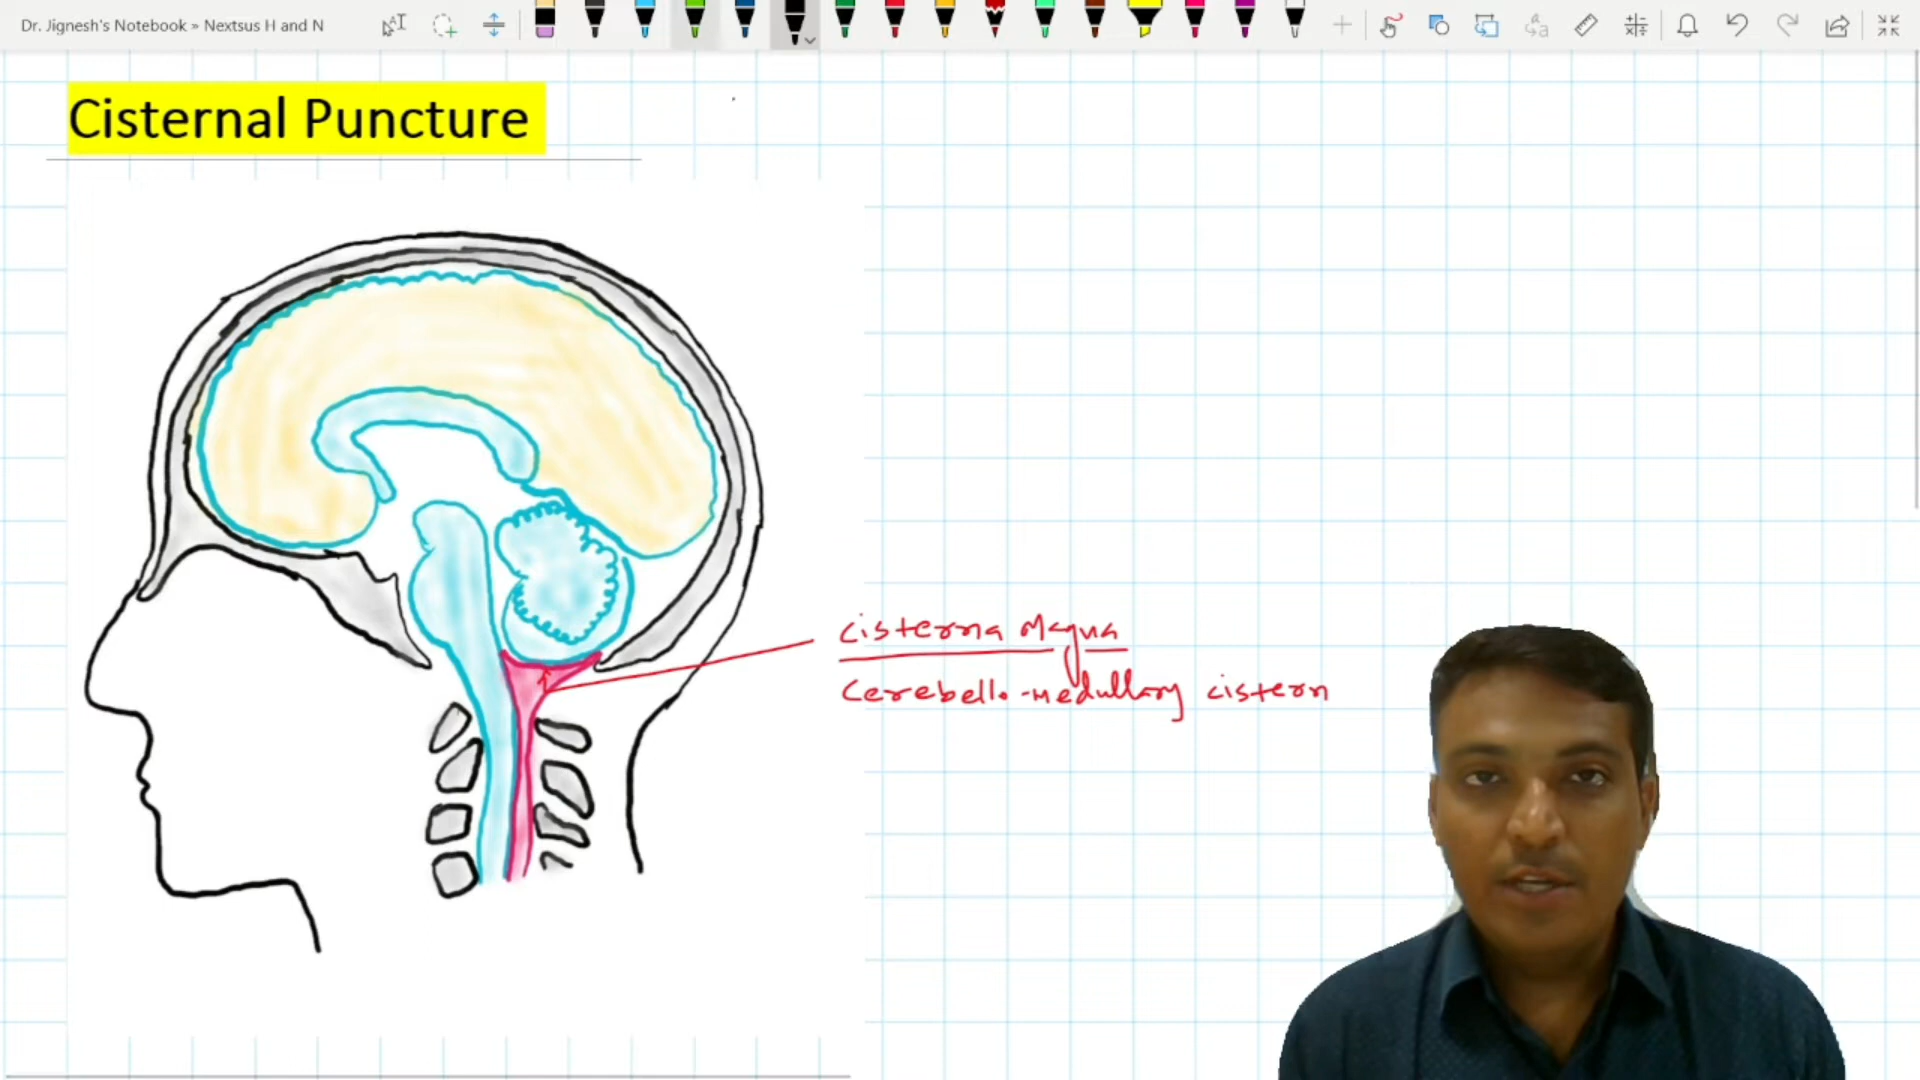 Dr. Jignesh's Notebook » Nextsus H and N
Cisternal Puncture
Cisterna Magna
Cerebello-medullary cistern